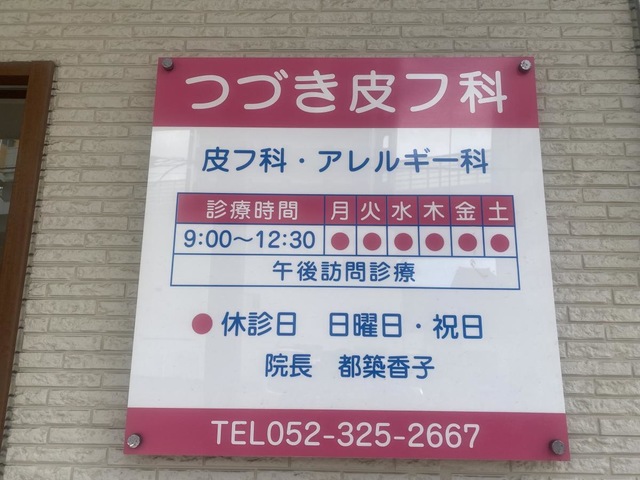 つづき皮フ科
皮フ科・アレルギー科
診療時間 月 火 水 木 金 土
9:00〜12:30 ● ● ● ● ● ●
午後訪問診療
●休診日 日曜日・祝日
院長 都築香子
TEL052-325-2667